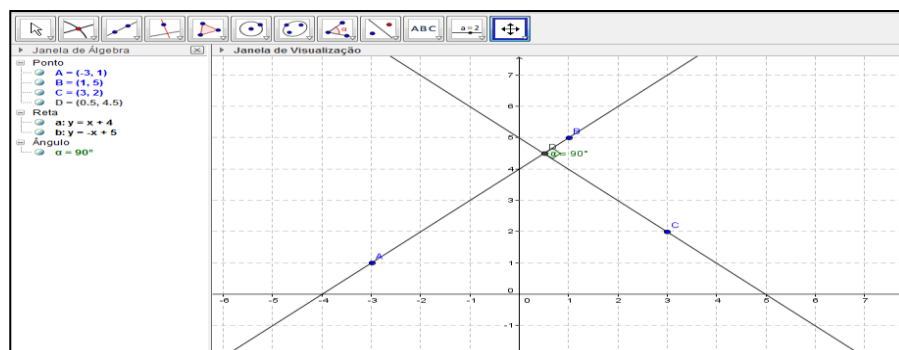 ABC
a=2
Janela de Álgebra
Janela de Visualização
Ponto
A = (-3, 1)
B = (1, 5)
C = (3, 2)
D = (0.5, 4.5)
Reta
a: y = x + 4
b: y = -x + 5
Ângulo
α = 90°
7
6
5
4
3
2
1
0
-1
-6
-5
-4
-3
-2
-1
0
1
2
3
4
5
6
7
B
D
α = 90°
C
A
α